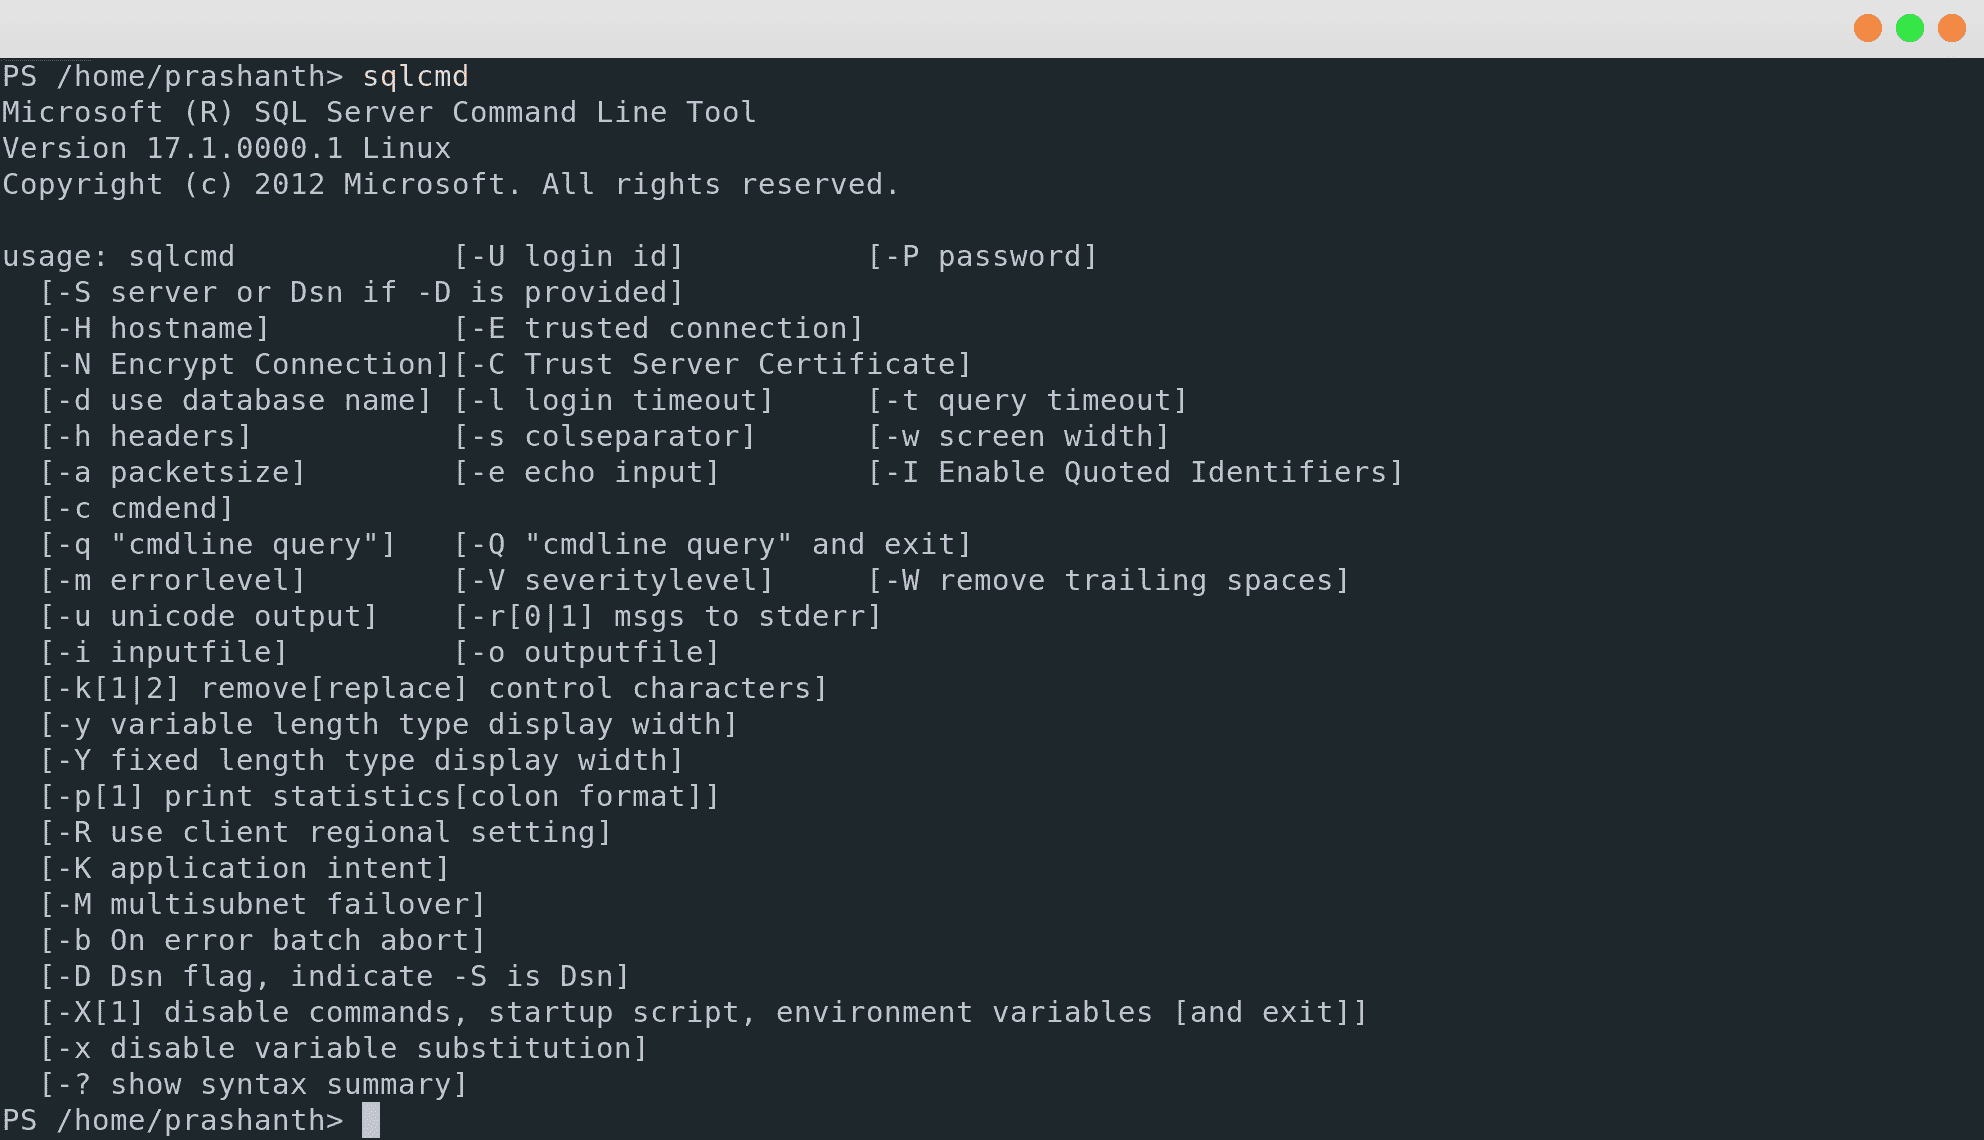 PS /home/prashanth> sqlcmd
Microsoft (R) SQL Server Command Line Tool
Version 17.1.0000.1 Linux
Copyright (c) 2012 Microsoft. All rights reserved.

usage: sqlcmd            [-U login id]          [-P password]
  [-S server or Dsn if -D is provided]
  [-H hostname]          [-E trusted connection]
  [-N Encrypt Connection][-C Trust Server Certificate]
  [-d use database name] [-l login timeout]     [-t query timeout]
  [-h headers]           [-s colseparator]      [-w screen width]
  [-a packetsize]        [-e echo input]        [-I Enable Quoted Identifiers]
  [-c cmdend]
  [-q "cmdline query"]   [-Q "cmdline query" and exit]
  [-m errorlevel]        [-V severitylevel]     [-W remove trailing spaces]
  [-u unicode output]    [-r[0|1] msgs to stderr]
  [-i inputfile]         [-o outputfile]
  [-k[1|2] remove[replace] control characters]
  [-y variable length type display width]
  [-Y fixed length type display width]
  [-p[1] print statistics[colon format]]
  [-R use client regional setting]
  [-K application intent]
  [-M multisubnet failover]
  [-b On error batch abort]
  [-D Dsn flag, indicate -S is Dsn]
  [-X[1] disable commands, startup script, environment variables [and exit]]
  [-x disable variable substitution]
  [-? show syntax summary]
PS /home/prashanth>